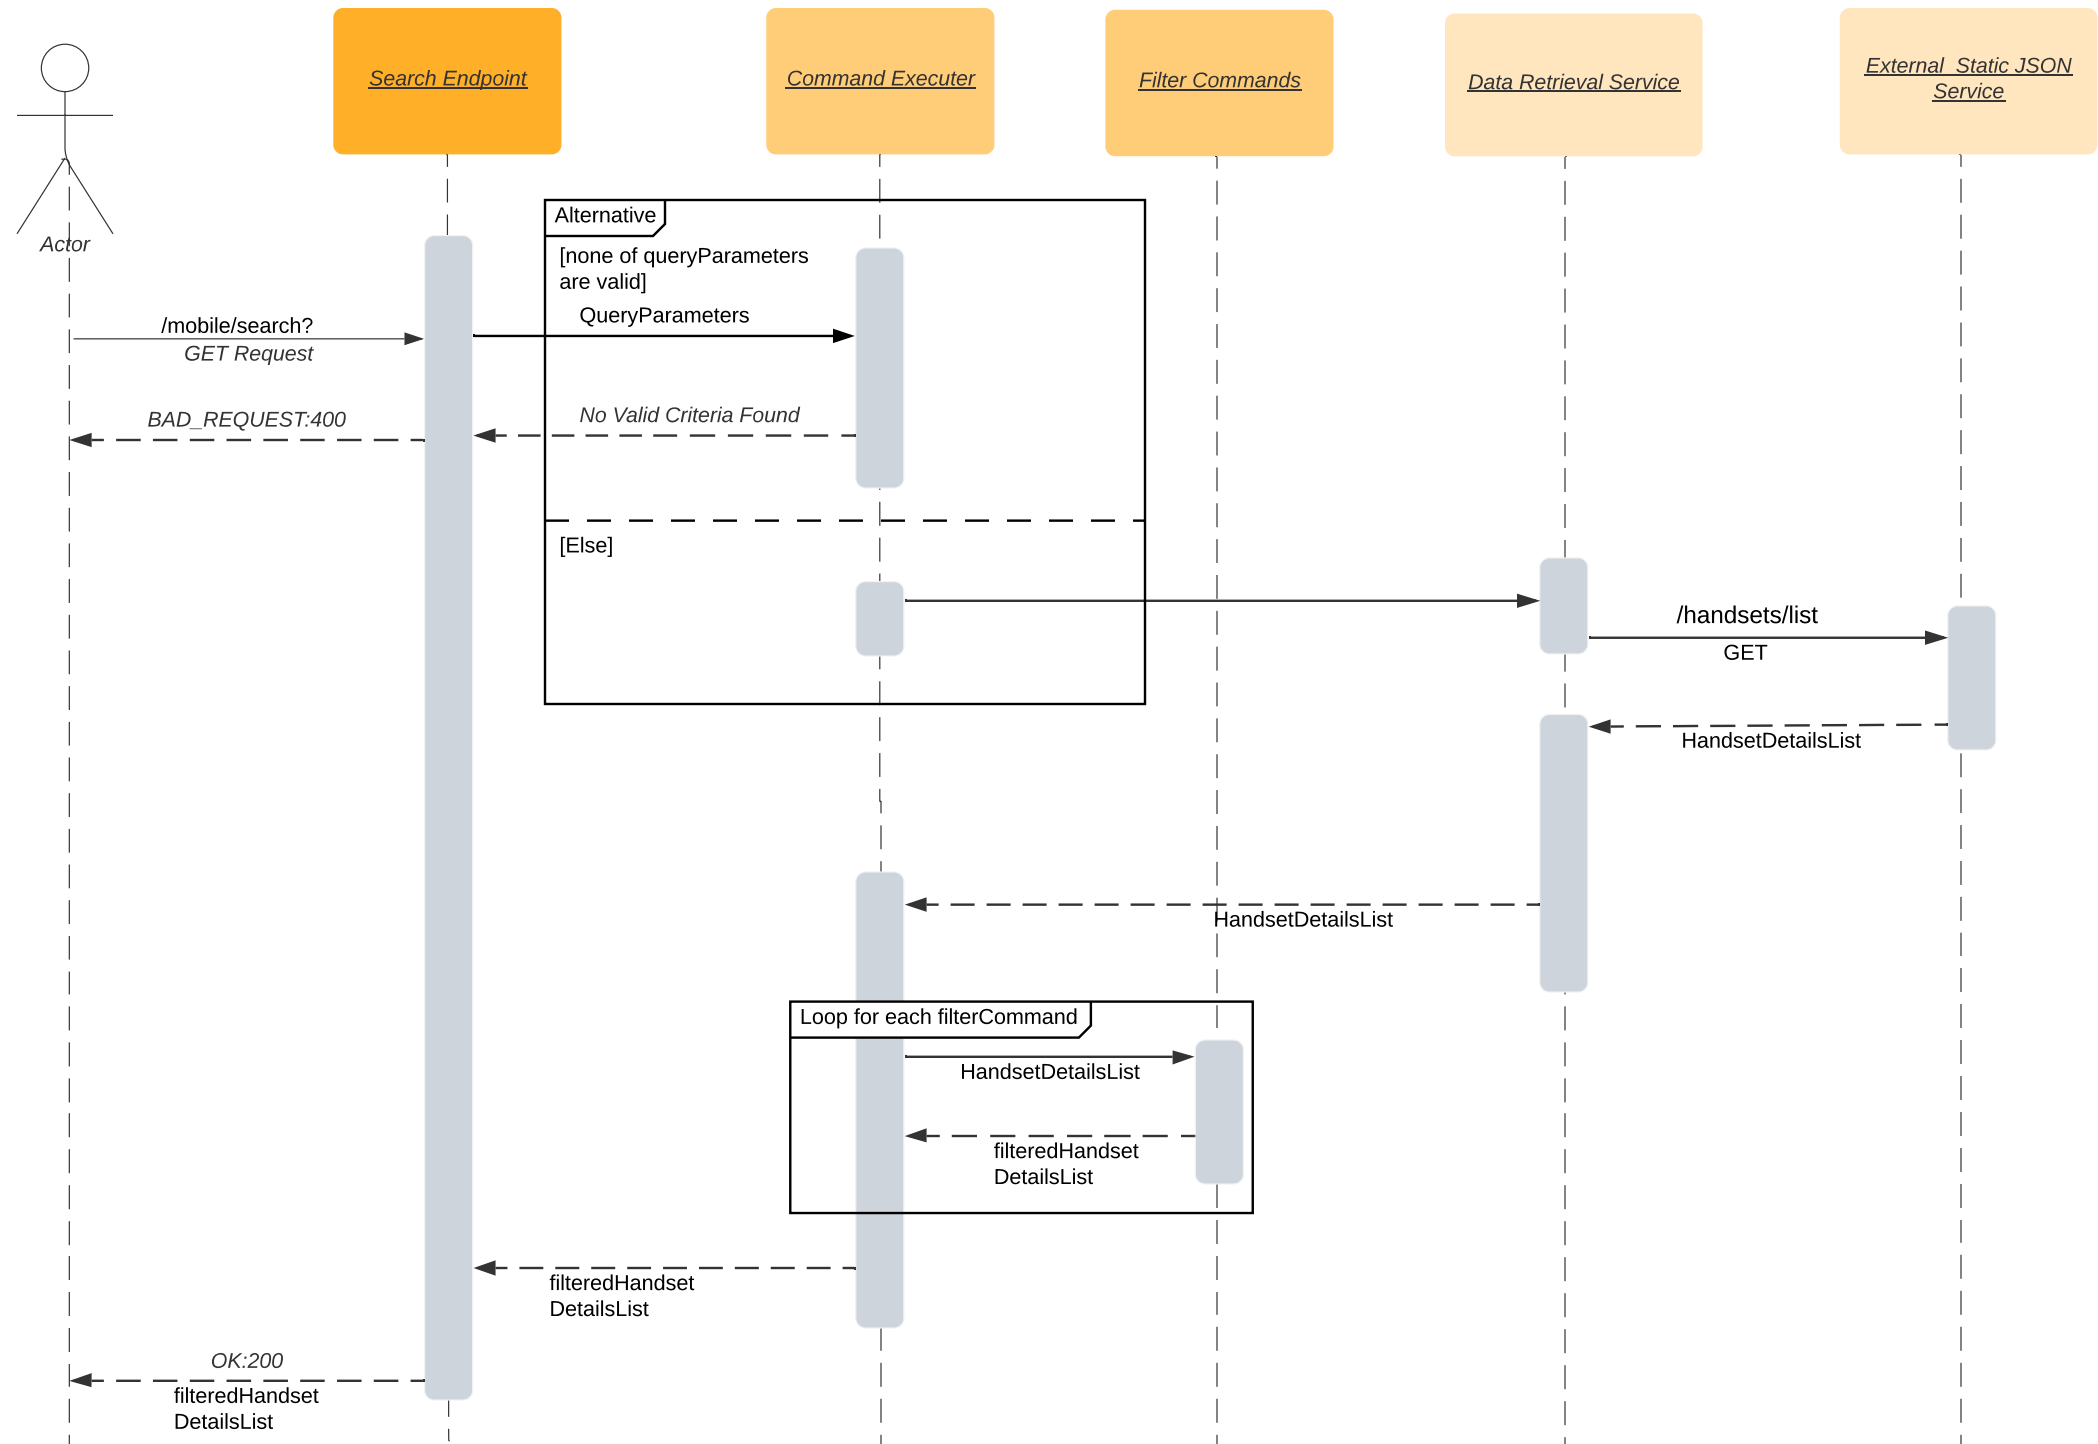 Search Endpoint
Command Executer
Filter Commands
Data Retrieval Service
External  Static JSON
Service
Actor
Alternative
[none of queryParameters
are valid]
QueryParameters
/mobile/search?
GET Request
No Valid Criteria Found
BAD_REQUEST:400
[Else]
/handsets/list
GET
HandsetDetailsList
HandsetDetailsList
Loop for each filterCommand
HandsetDetailsList
filteredHandset
DetailsList
filteredHandset
DetailsList
OK:200
filteredHandset
DetailsList